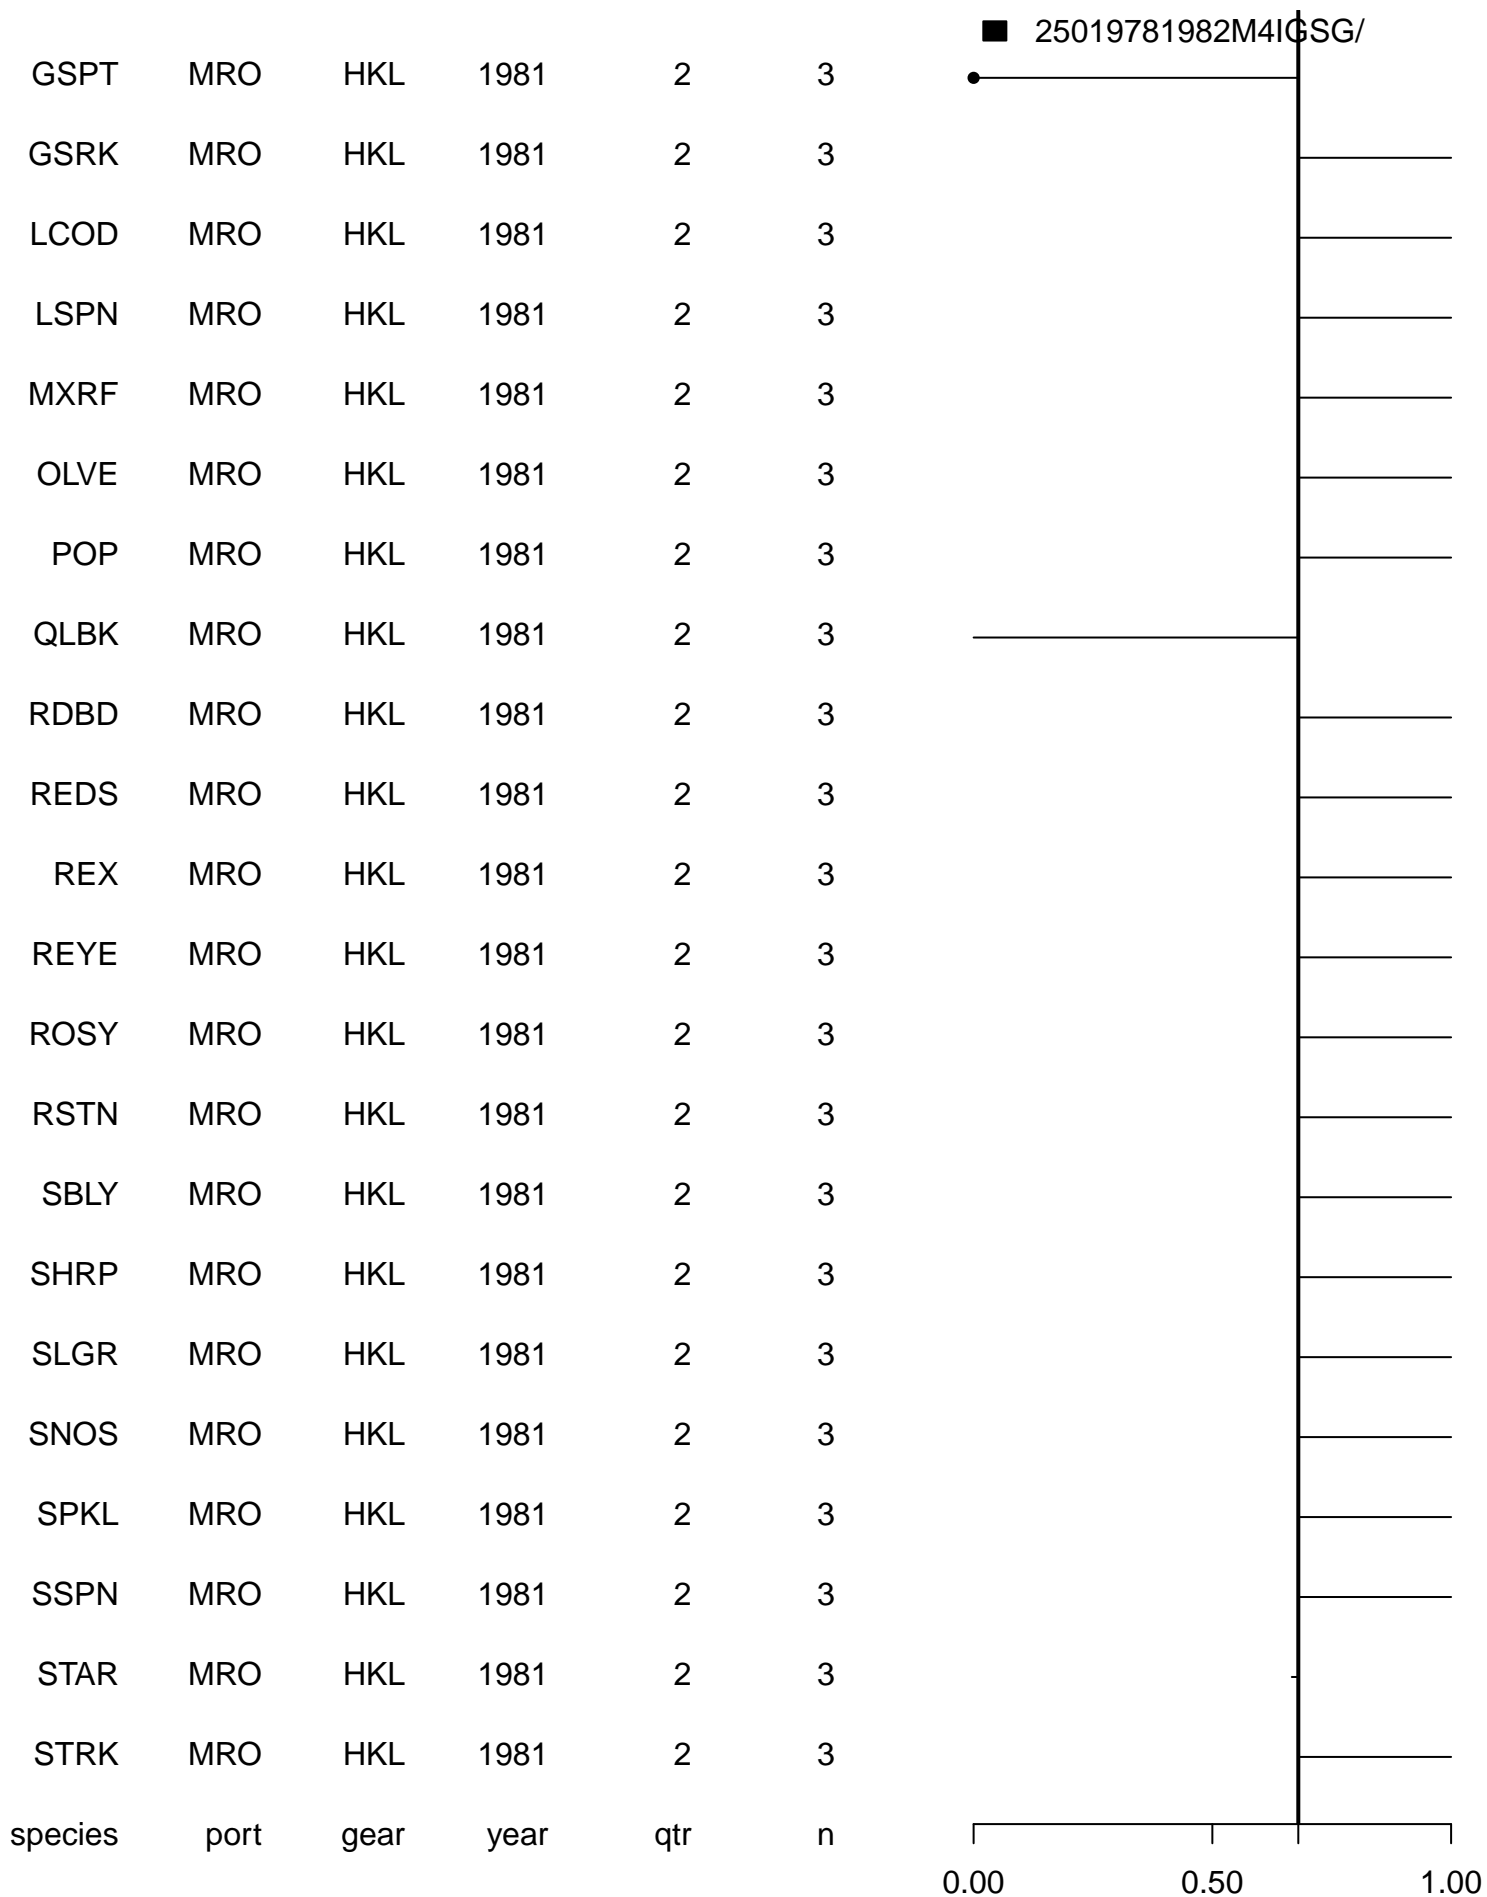 25019781982M4IGSG/
GSPT MRO HKL 1981 2 3
GSRK MRO HKL 1981 2 3
LCOD MRO HKL 1981 2 3
LSPN MRO HKL 1981 2 3
MXRF MRO HKL 1981 2 3
OLVE MRO HKL 1981 2 3
POP MRO HKL 1981 2 3
QLBK MRO HKL 1981 2 3
RDBD MRO HKL 1981 2 3
REDS MRO HKL 1981 2 3
REX MRO HKL 1981 2 3
REYE MRO HKL 1981 2 3
ROSY MRO HKL 1981 2 3
RSTN MRO HKL 1981 2 3
SBLY MRO HKL 1981 2 3
SHRP MRO HKL 1981 2 3
SLGR MRO HKL 1981 2 3
SNOS MRO HKL 1981 2 3
SPKL MRO HKL 1981 2 3
SSPN MRO HKL 1981 2 3
STAR MRO HKL 1981 2 3
STRK MRO HKL 1981 2 3
species port gear year qtr n
0.00 0.50 1.00